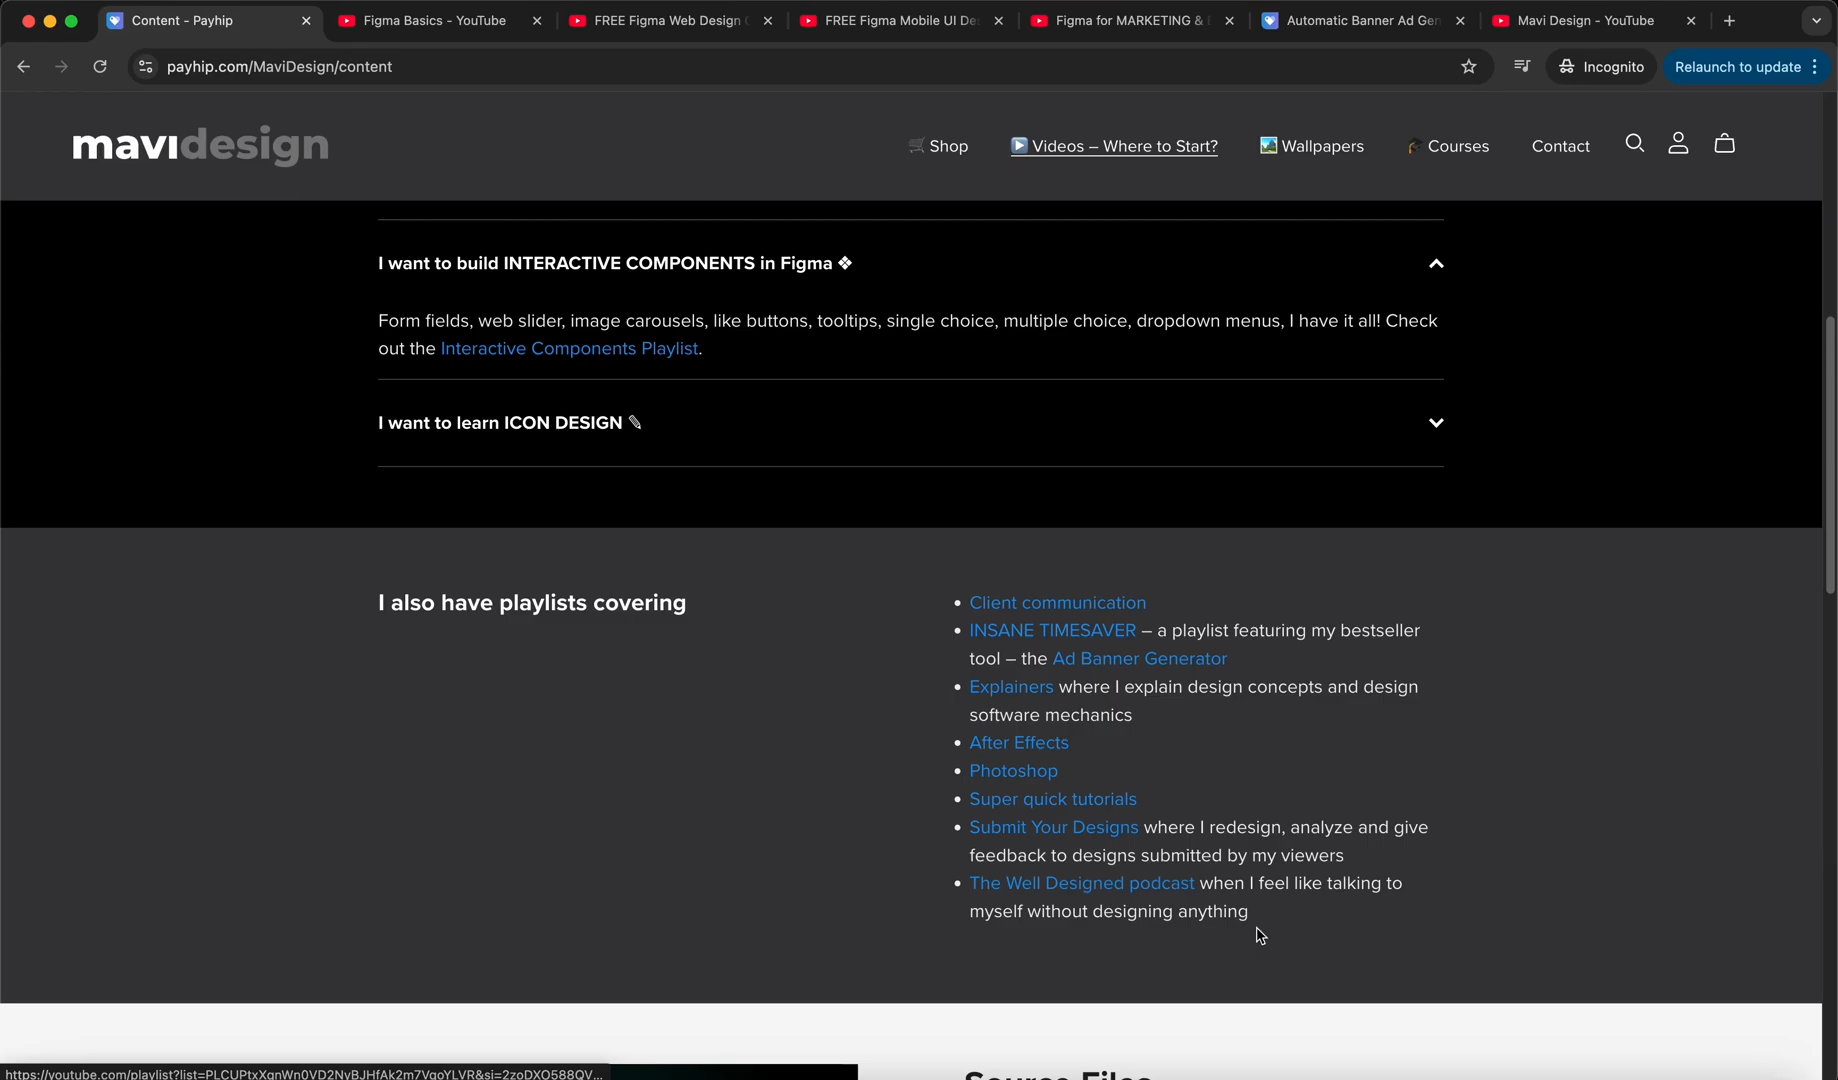 Content - Payhip
Figma Basics - YouTube
FREE Figma Web Design
FREE Figma Mobile UI De
Figma for MARKETING &
Automatic Banner Ad Gen
Mavi Design - YouTube
payhip.com/MaviDesign/content
Incognito
Relaunch to update
mavidesign
Shop
Videos – Where to Start?
Wallpapers
Courses
Contact
I want to build INTERACTIVE COMPONENTS in Figma ❖
Form fields, web slider, image carousels, like buttons, tooltips, single choice, multiple choice, dropdown menus, I have it all! Check
out the Interactive Components Playlist.
I want to learn ICON DESIGN ✎
I also have playlists covering
• Client communication
• INSANE TIMESAVER – a playlist featuring my bestseller
tool – the Ad Banner Generator
• Explainers where I explain design concepts and design
software mechanics
• After Effects
• Photoshop
• Super quick tutorials
• Submit Your Designs where I redesign, analyze and give
feedback to designs submitted by my viewers
• The Well Designed podcast when I feel like talking to
myself without designing anything
Source Files